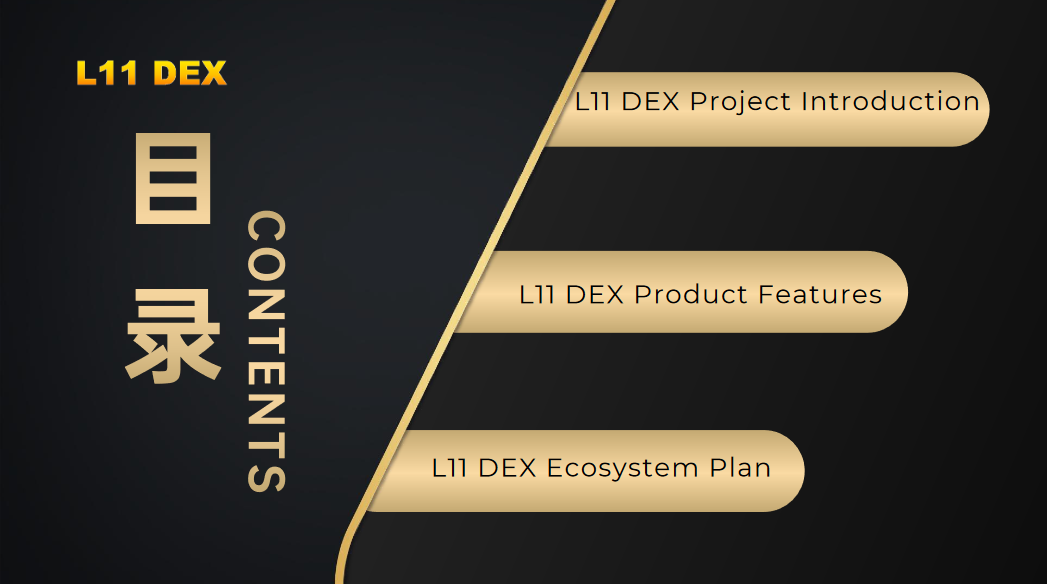 L11 DEX
目录
CONTENTS
L11 DEX Project Introduction
L11 DEX Product Features
L11 DEX Ecosystem Plan